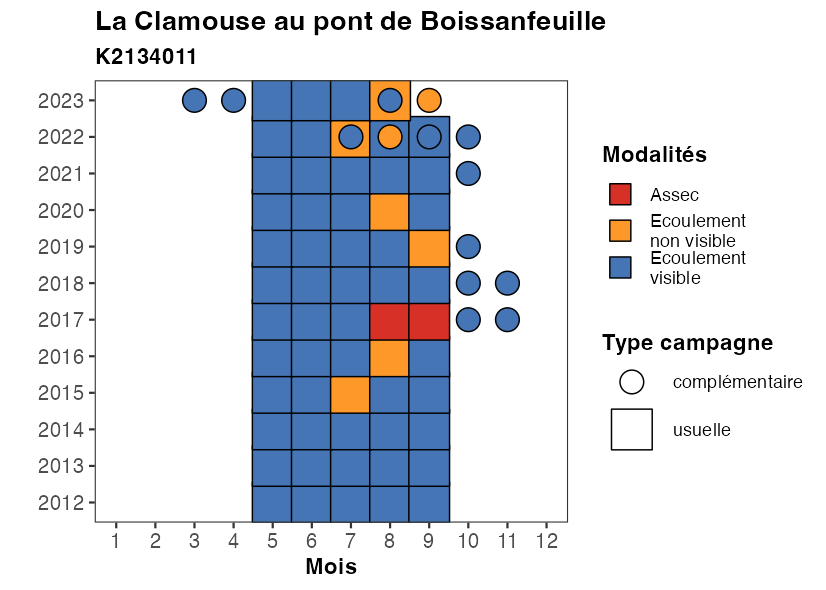 La Clamouse au pont de Boissanfeuille
K2134011
2023
2022
2021
2020
2019
2018
2017
2016
2015
2014
2013
2012
1 2 3 4 5 6 7 8 9 10 11 12
Mois
Modalités
Assec
Ecoulement
non visible
Ecoulement
visible
Type campagne
complémentaire
usuelle